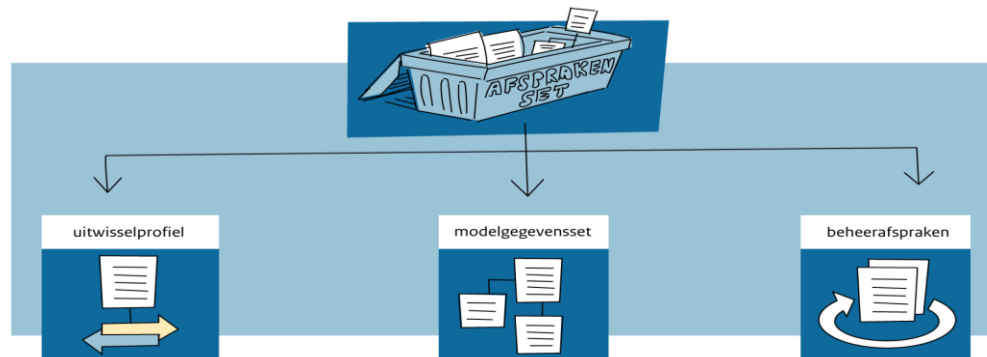 AFSPRAKEN
SET
uitwisselprofiel
modelgegevensset
beheerafspraken